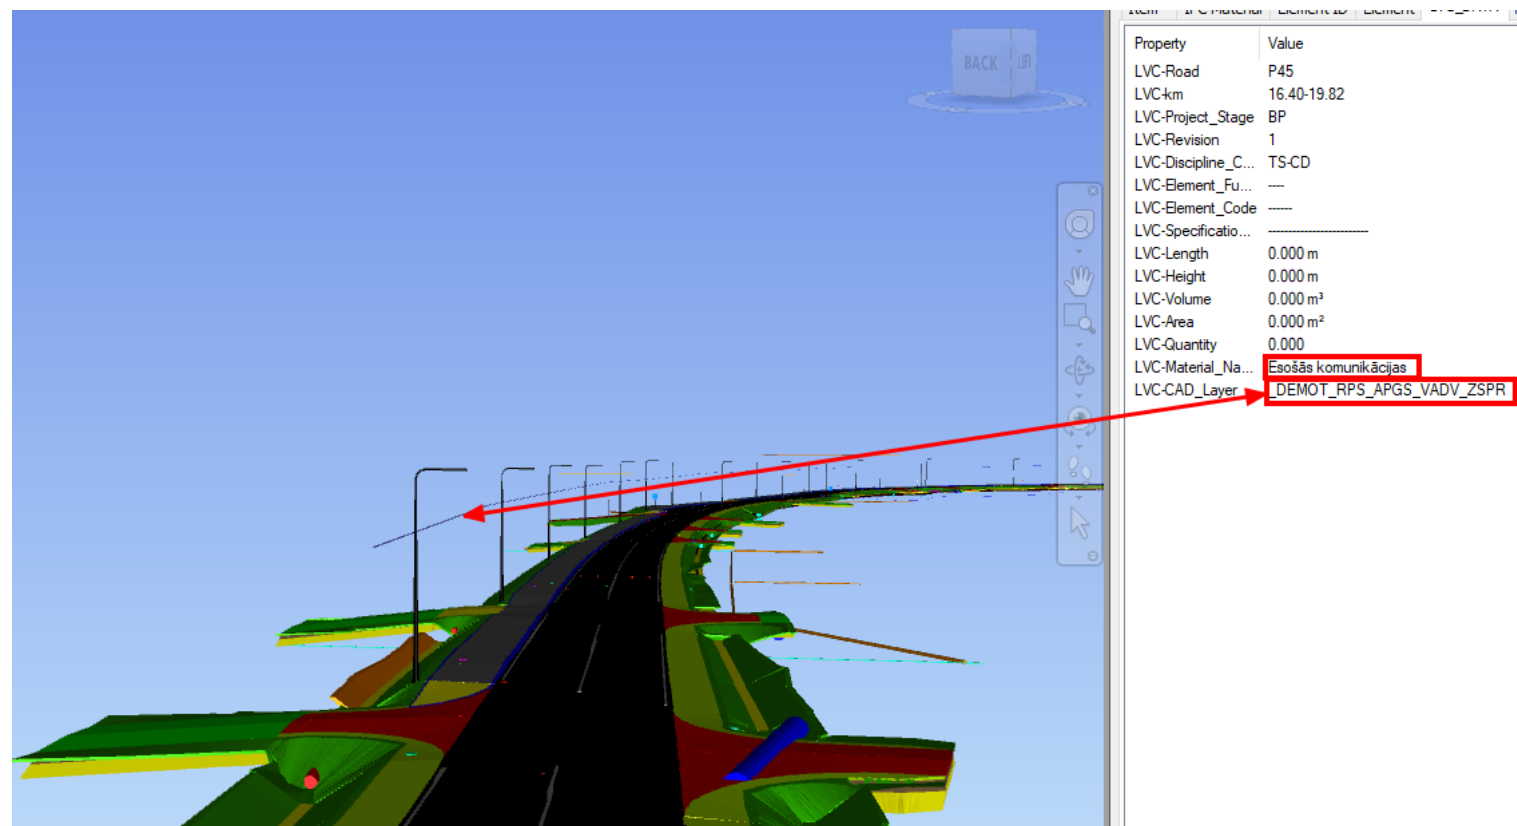 BACK
Property Value
LVC-Road P45
LVC-km 16.40-19.82
LVC-Project_Stage BP
LVC-Revision 1
LVC-Discipline_C... TS-CD
LVC-Element_Fu... ----
LVC-Element_Code ------
LVC-Specificatio... -------------------------
LVC-Length 0.000 m
LVC-Height 0.000 m
LVC-Volume 0.000 m³
LVC-Area 0.000 m²
LVC-Quantity 0.000
LVC-Material_Na... Esošās komunikācijas
LVC-CAD_Layer _DEMOT_RPS_APGS_VADV_ZSPR